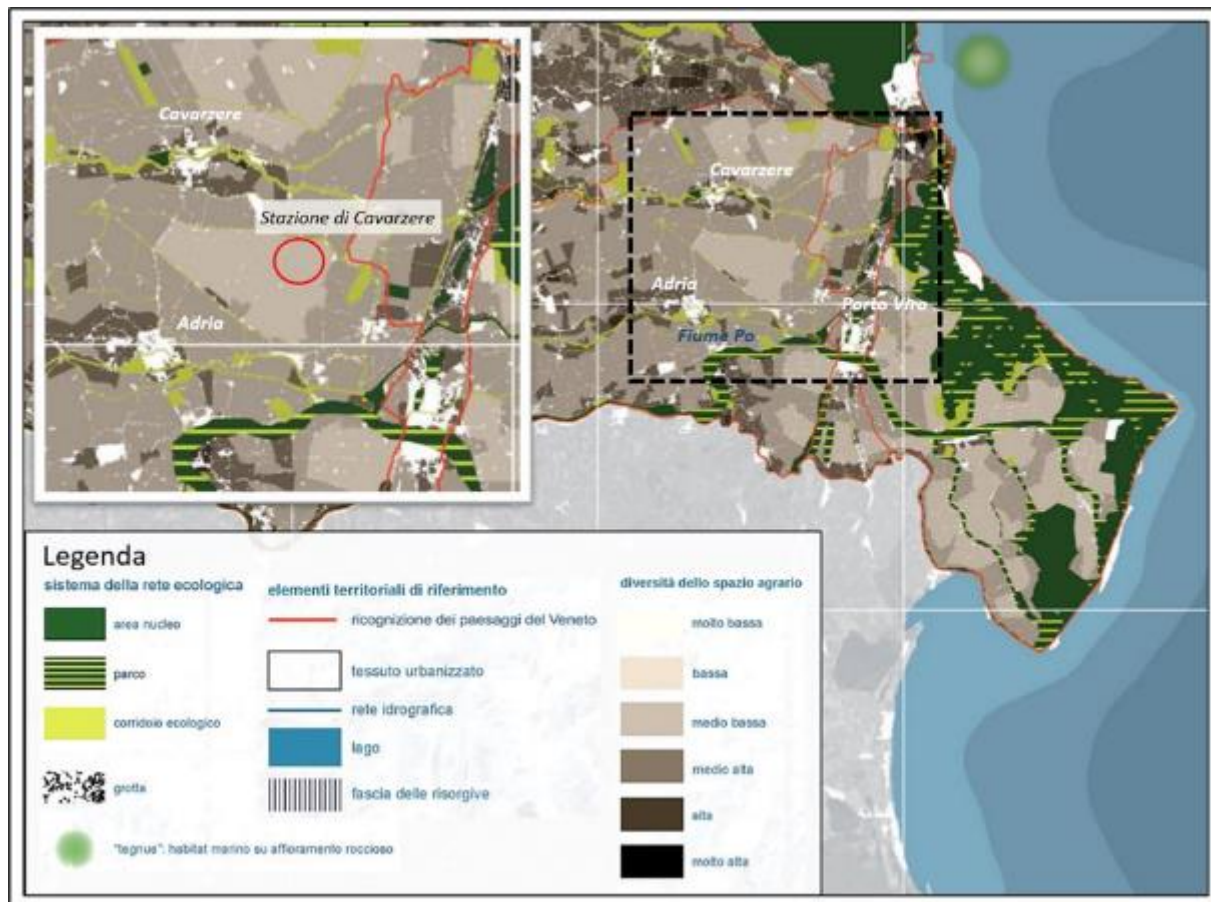 Cavarzere
Stazione di Cavarzere
Adria
Cavarzere
Adria
Porto Viro
Fiume Po
Legenda
sistema della rete ecologica
area nucleo
parco
corridoio ecologico
grotta
"tegnue": habitat marino su affioramento roccioso
elementi territoriali di riferimento
ricognizione dei paesaggi del Veneto
tessuto urbanizzato
rete idrografica
lago
fascia delle risorgive
diversità dello spazio agrario
molto bassa
bassa
medio bassa
medio alta
alta
molto alta